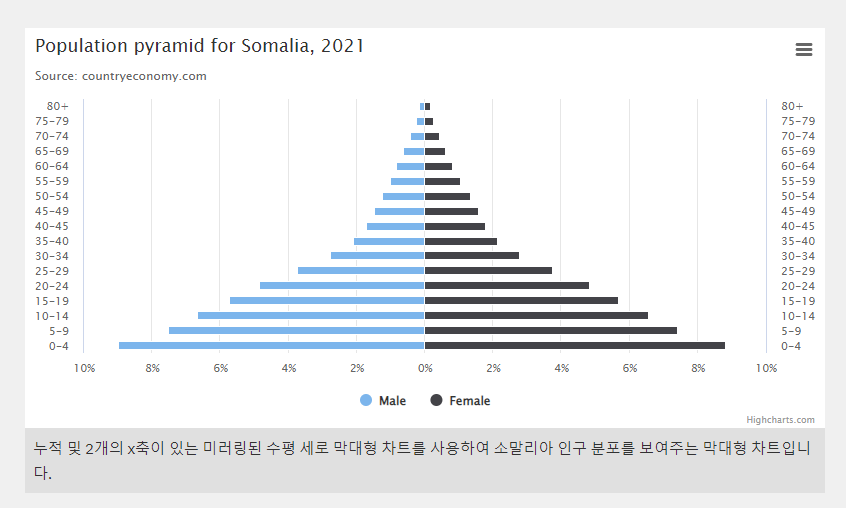 Population pyramid for Somalia, 2021
Source: countryeconomy.com
80+ 80+
75-79 75-79
70-74 70-74
65-69 65-69
60-64 60-64
55-59 55-59
50-54 50-54
45-49 45-49
40-45 40-45
35-40 35-40
30-34 30-34
25-29 25-29
20-24 20-24
15-19 15-19
10-14 10-14
5-9 5-9
0-4 0-4
10% 8% 6% 4% 2% 0% 2% 4% 6% 8% 10%
Male Female
Highcharts.com
누적 및 2개의 x축이 있는 미러링된 수평 세로 막대형 차트를 사용하여 소말리아 인구 분포를 보여주는 막대형 차트입니
다.